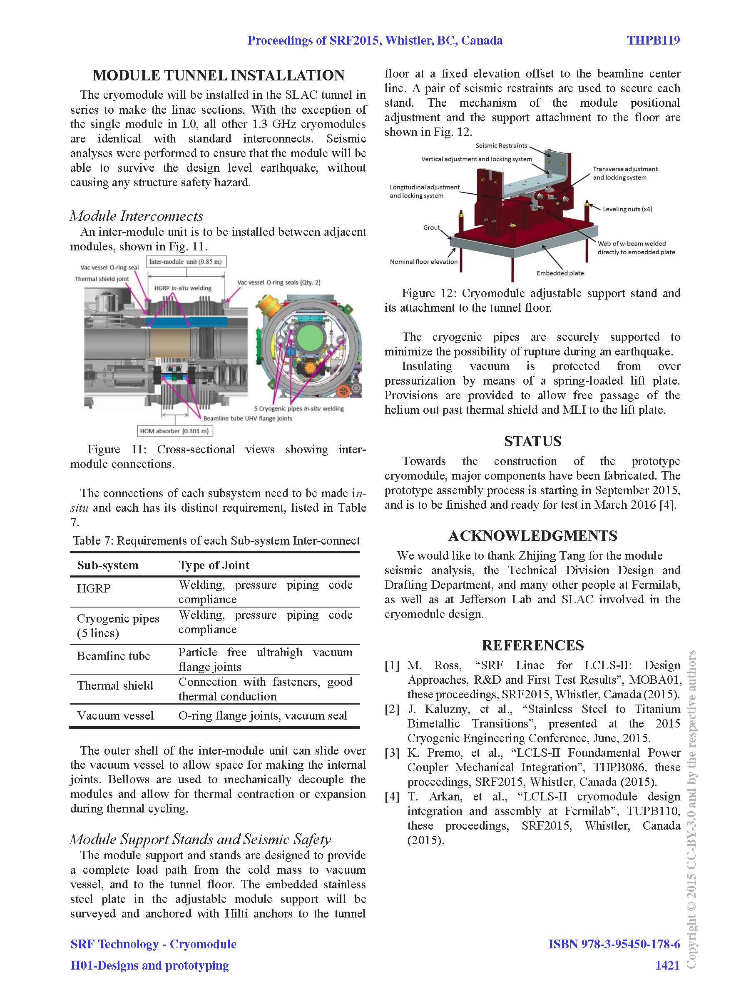 Proceedings of SRF2015, Whistler, BC, Canada
THPB119
MODULE TUNNEL INSTALLATION
The cryomodule will be installed in the SLAC tunnel in
series to make the linac sections. With the exception of
the single module in L0, all other 1.3 GHz cryomodules
are identical with standard interconnects. Seismic
analyses were performed to ensure that the module will be
able to survive the design level earthquake, without
causing any structure safety hazard.
Module Interconnects
An inter-module unit is to be installed between adjacent
modules, shown in Fig. 11.
Inter-module unit (0.85 m)
Vac vessel O-ring seal
Thermal shield joint
HGRP In-situ welding
Vac vessel O-ring seals (Qty. 2)
5 Cryogenic pipes In-situ welding
Beamline tube UHV flange joints
HOM absorber (0.301 m)
Figure 11: Cross-sectional views showing inter-
module connections.
The connections of each subsystem need to be made in-
situ and each has its distinct requirement, listed in Table
7.
Table 7: Requirements of each Sub-system Inter-connect
Sub-system Type of Joint
HGRP Welding, pressure piping code
compliance
Cryogenic pipes Welding, pressure piping code
(5 lines) compliance
Beamline tube Particle free ultrahigh vacuum
flange joints
Thermal shield Connection with fasteners, good
thermal conduction
Vacuum vessel O-ring flange joints, vacuum seal
The outer shell of the inter-module unit can slide over
the vacuum vessel to allow space for making the internal
joints. Bellows are used to mechanically decouple the
modules and allow for thermal contraction or expansion
during thermal cycling.
Module Support Stands and Seismic Safety
The module support and stands are designed to provide
a complete load path from the cold mass to vacuum
vessel, and to the tunnel floor. The embedded stainless
steel plate in the adjustable module support will be
surveyed and anchored with Hilti anchors to the tunnel
floor at a fixed elevation offset to the beamline center
line. A pair of seismic restraints are used to secure each
stand. The mechanism of the module positional
adjustment and the support attachment to the floor are
shown in Fig. 12.
Seismic Restraints
Vertical adjustment and locking system
Transverse adjustment
and locking system
Longitudinal adjustment
and locking system
Leveling nuts (x4)
Grout
Web of w-beam welded
directly to embedded plate
Nominal floor elevation
Embedded plate
Figure 12: Cryomodule adjustable support stand and
its attachment to the tunnel floor.
The cryogenic pipes are securely supported to
minimize the possibility of rupture during an earthquake.
Insulating vacuum is protected from over
pressurization by means of a spring-loaded lift plate.
Provisions are provided to allow free passage of the
helium out past thermal shield and MLI to the lift plate.
STATUS
Towards the construction of the prototype
cryomodule, major components have been fabricated. The
prototype assembly process is starting in September 2015,
and is to be finished and ready for test in March 2016 [4].
ACKNOWLEDGMENTS
We would like to thank Zhijing Tang for the module
seismic analysis, the Technical Division Design and
Drafting Department, and many other people at Fermilab,
as well as at Jefferson Lab and SLAC involved in the
cryomodule design.
REFERENCES
[1] M. Ross, “SRF Linac for LCLS-II: Design
Approaches, R&D and First Test Results”, MOBA01,
these proceedings, SRF2015, Whistler, Canada (2015).
[2] J. Kaluzny, et al., “Stainless Steel to Titanium
Bimetallic Transitions”, presented at the 2015
Cryogenic Engineering Conference, June, 2015.
[3] K. Premo, et al., “LCLS-II Foundamental Power
Coupler Mechanical Integration”, THPB086, these
proceedings, SRF2015, Whistler, Canada (2015).
[4] T. Arkan, et al., “LCLS-II cryomodule design
integration and assembly at Fermilab”, TUPB110,
these proceedings, SRF2015, Whistler, Canada
(2015).
SRF Technology - Cryomodule
H01-Designs and prototyping
ISBN 978-3-95450-178-6
1421
Copyright © 2015 CC-BY-3.0 and by the respective authors